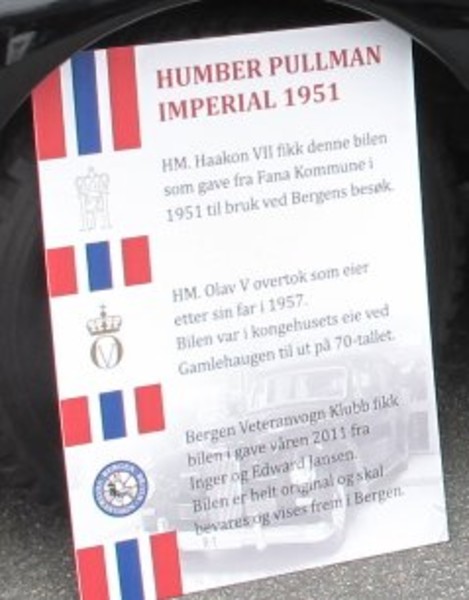 HUMBER PULLMAN
IMPERIAL 1951
HM. Haakon VII fikk denne bilen
som gave fra Fana Kommune i
1951 til bruk ved Bergens besøk.
HM. Olav V overtok som eier
etter sin far i 1957.
Bilen var i kongehusets eie ved
Gamlehaugen til ut på 70-tallet.
Bergen Veteranvogn Klubb fikk
bilen i gave våren 2011 fra
Inger og Edward Jansen.
Bilen er helt original og skal
bevares og vises frem i Bergen.